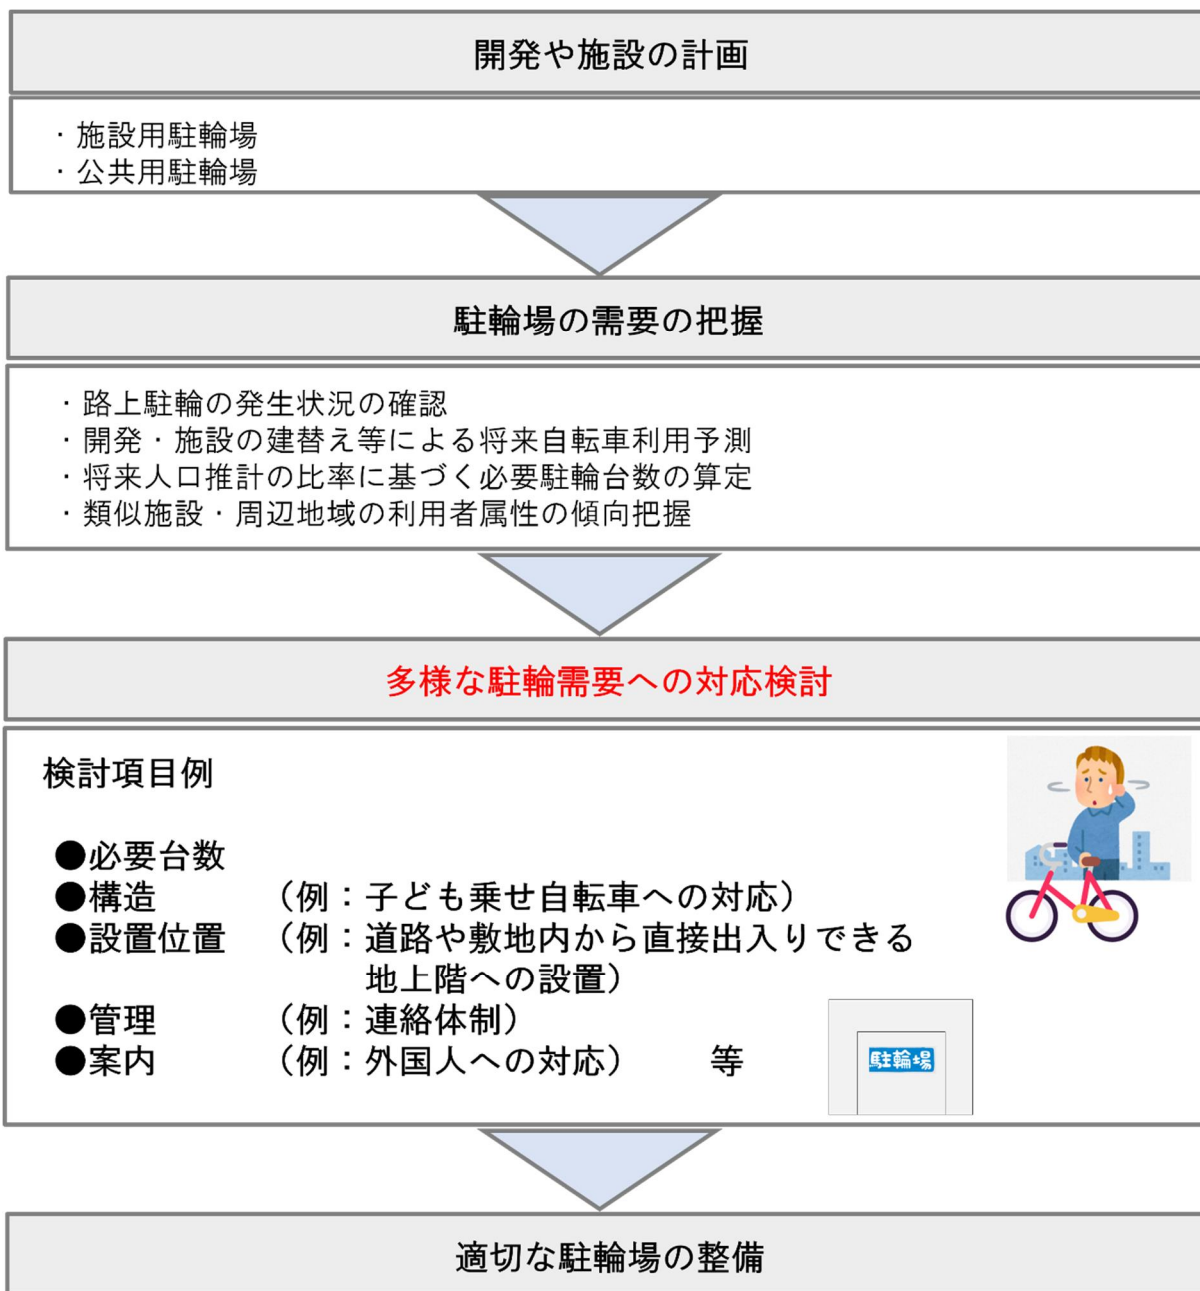 開発や施設の計画
・施設用駐輪場
・公共用駐輪場
駐輪場の需要の把握
・路上駐輪の発生状況の確認
・開発・施設の建替え等による将来自転車利用予測
・将来人口推計の比率に基づく必要駐輪台数の算定
・類似施設・周辺地域の利用者属性の傾向把握
多様な駐輪需要への対応検討
検討項目例
●必要台数
●構造 （例：子ども乗せ自転車への対応）
●設置位置 （例：道路や敷地内から直接出入りできる
地上階への設置）
●管理 （例：連絡体制）
●案内 （例：外国人への対応） 等
駐輪場
適切な駐輪場の整備